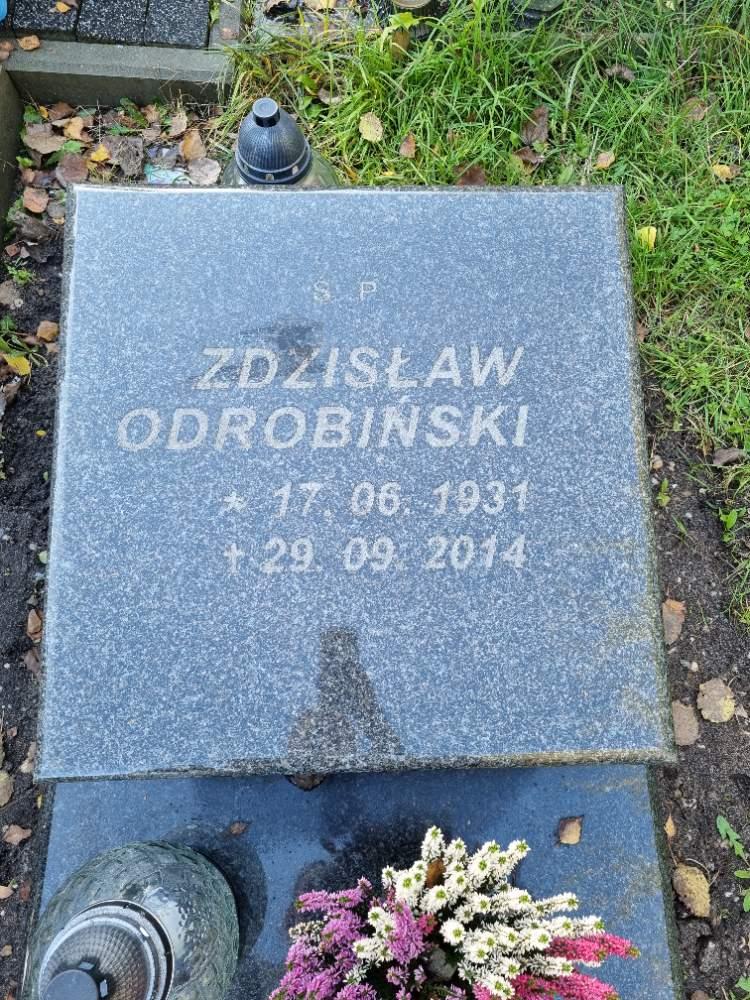 Ś P
ZDZISŁAW
ODROBIŃSKI
* 17. 06. 1931
† 29. 09. 2014